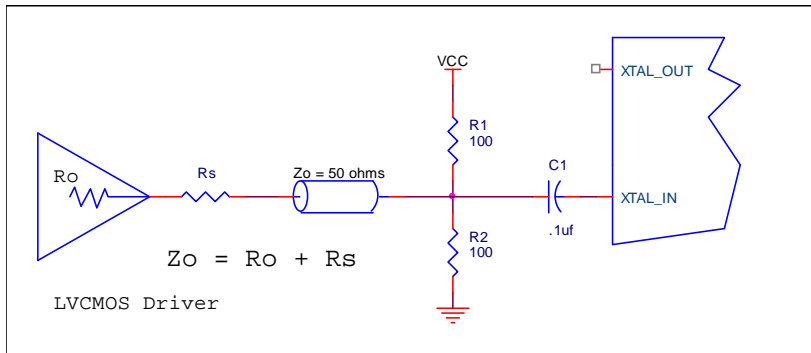 VCC
XTAL_OUT
R1
100
Ro
Rs
Zo = 50 ohms
C1
XTAL_IN
.1uf
R2
100
Zo = Ro + Rs
LVCMOS Driver